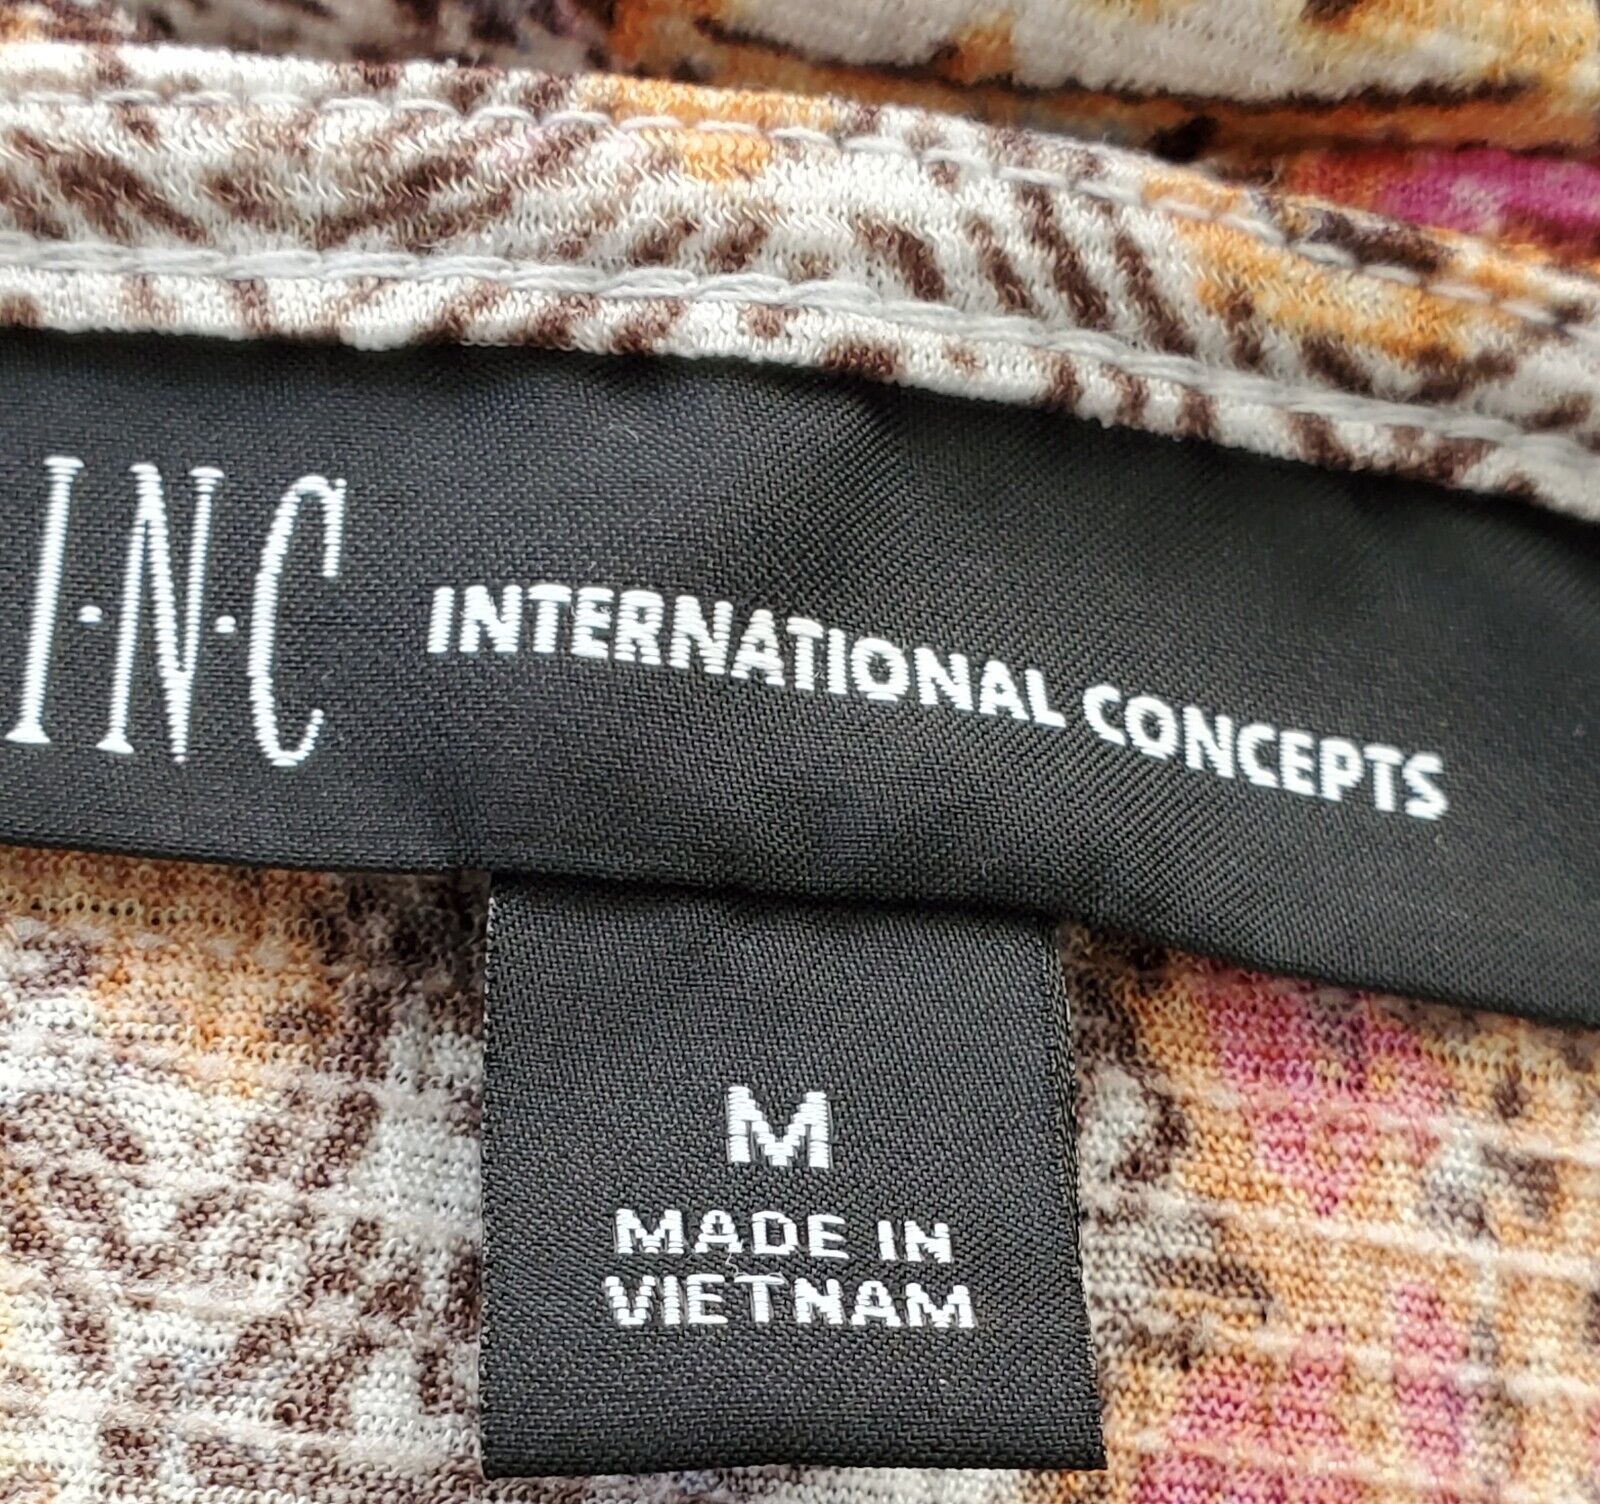 I·N·C INTERNATIONAL CONCEPTS
M
MADE IN
VIETNAM